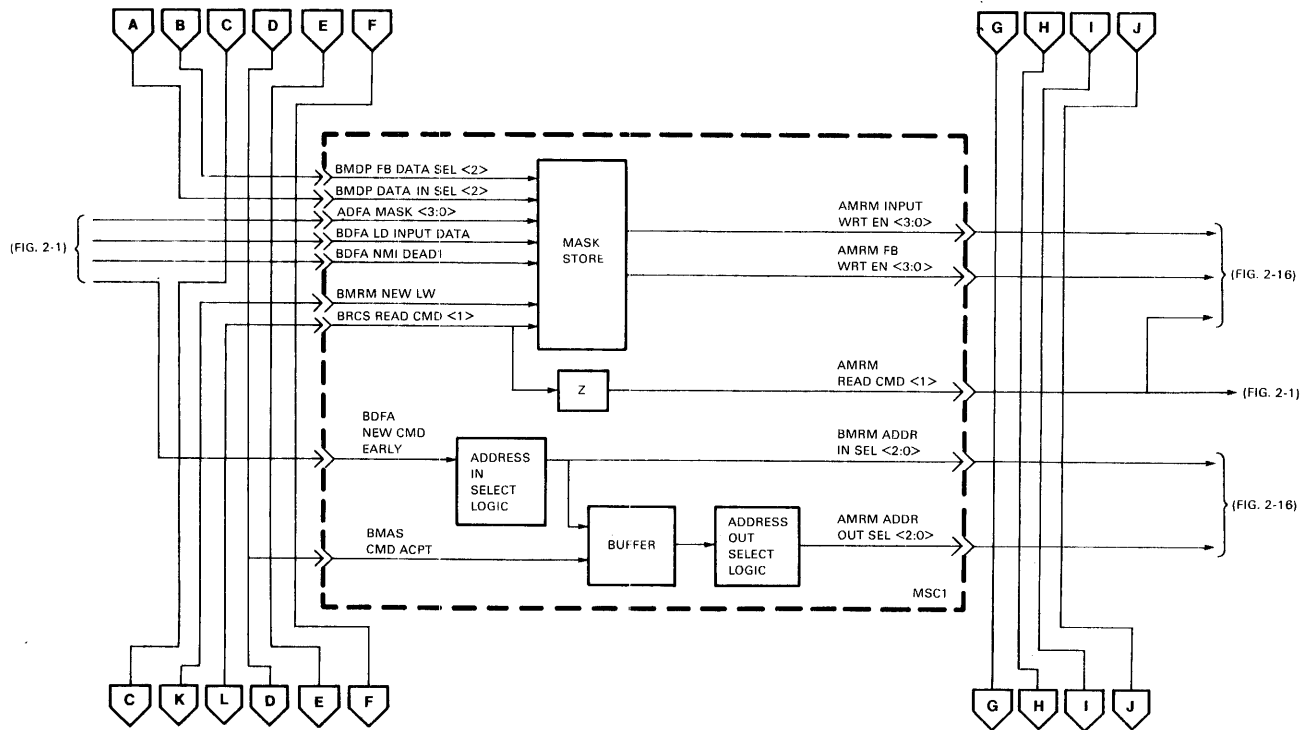 A B C D E F G H I J
BMDP FB DATA SEL <2>
BMDP DATA IN SEL <2>
ADFA MASK <3:0>
BDFA LD INPUT DATA
BDFA NMI DEAD1
(FIG. 2-1)
BMRM NEW LW
BRCS READ CMD <1>
MASK
STORE
AMRM INPUT
WRT EN <3:0>
AMRM FB
WRT EN <3:0>
(FIG. 2-16)
Z
AMRM
READ CMD <1>
(FIG. 2-1)
BDFA
NEW CMD
EARLY
ADDRESS
IN
SELECT
LOGIC
BMRM ADDR
IN SEL <2:0>
BMAS
CMD ACPT
BUFFER
ADDRESS
OUT
SELECT
LOGIC
AMRM ADDR
OUT SEL <2:0>
(FIG. 2-16)
MSC1
C K L D E F G H I J